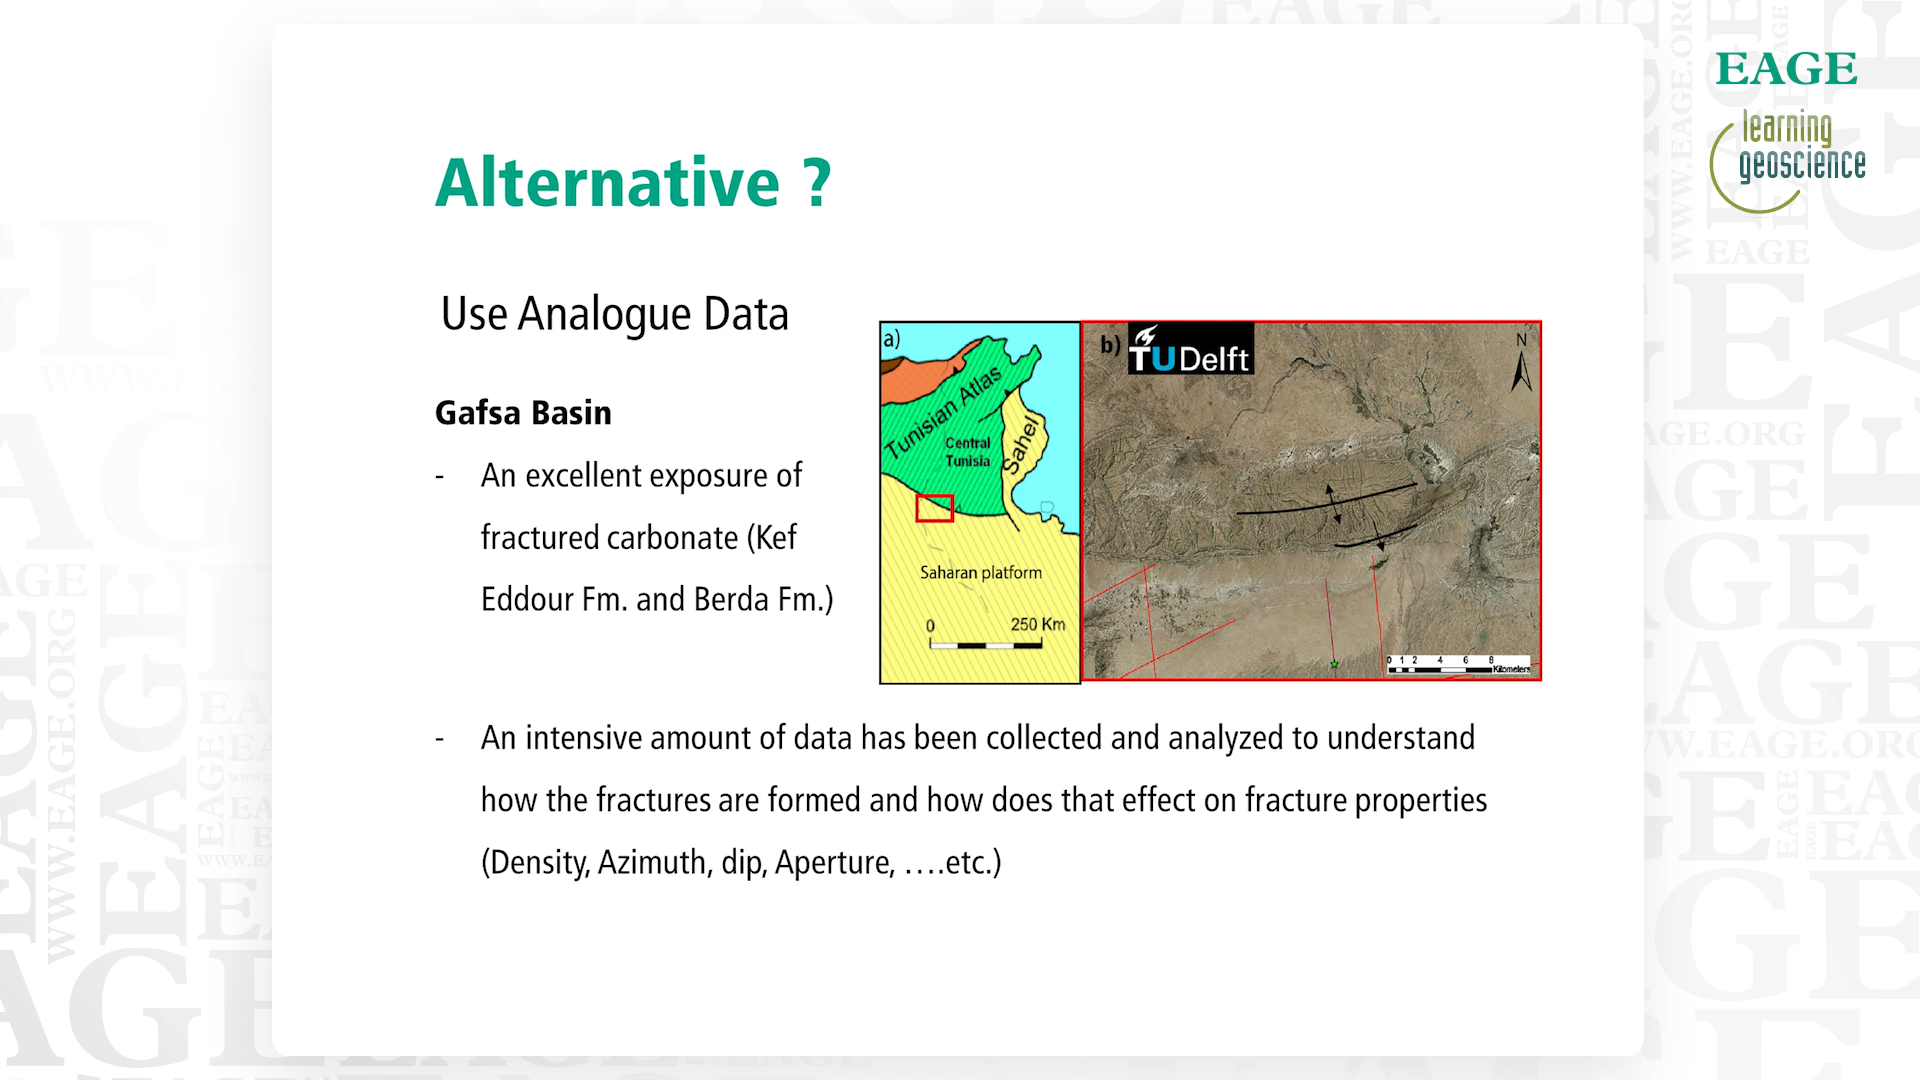 EAGE
learning
geoscience
Alternative ?
Use Analogue Data
Gafsa Basin
- An excellent exposure of
fractured carbonate (Kef
Eddour Fm. and Berda Fm.)
a)
Tunisian Atlas
Central
Tunisia
Sahel
Saharan platform
0 250 Km
b)
TUDelft
N
0 1 2 4 6 8
Kilometers
- An intensive amount of data has been collected and analyzed to understand
how the fractures are formed and how does that effect on fracture properties
(Density, Azimuth, dip, Aperture, ….etc.)